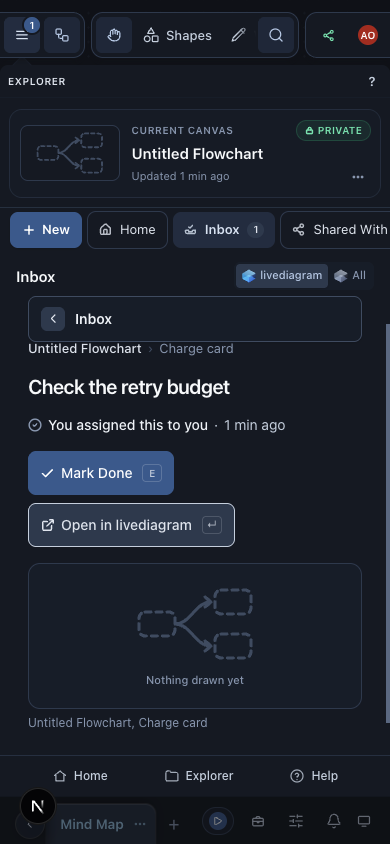 1
Shapes
AO
EXPLORER
?
CURRENT CANVAS
PRIVATE
Untitled Flowchart
Updated 1 min ago
New
Home
Inbox 1
Shared With
Inbox
livediagram
All
Inbox
Untitled Flowchart › Charge card
Check the retry budget
You assigned this to you · 1 min ago
Mark Done E
Open in livediagram ↵
Nothing drawn yet
Untitled Flowchart, Charge card
Home
Explorer
Help
N
Mind Map